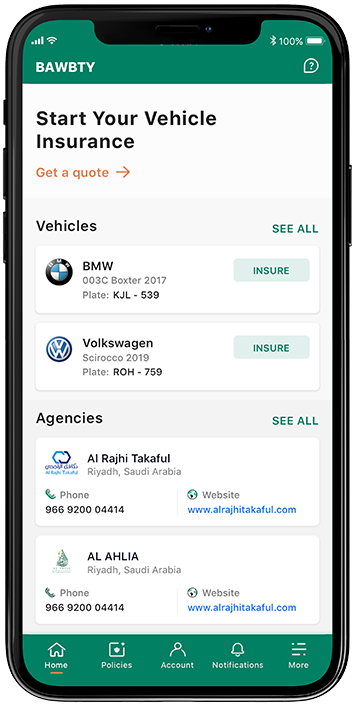 100%
BAWBTY
?
Start Your Vehicle
Insurance
Get a quote →
Vehicles
SEE ALL
BMW
BMW
003C Boxter 2017
Plate: KJL - 539
INSURE
Volkswagen
Scirocco 2019
Plate: ROH - 759
INSURE
Agencies
SEE ALL
تكافل الراجحي
Al Rajhi Takaful
Al Rajhi Takaful
Riyadh, Saudi Arabia
Phone
966 9200 04414
Website
www.alrajhitakaful.com
AL AHLIA
Riyadh, Saudi Arabia
Phone
966 9200 04414
Website
www.alrajhitakaful.com
Home
Policies
Account
Notifications
More